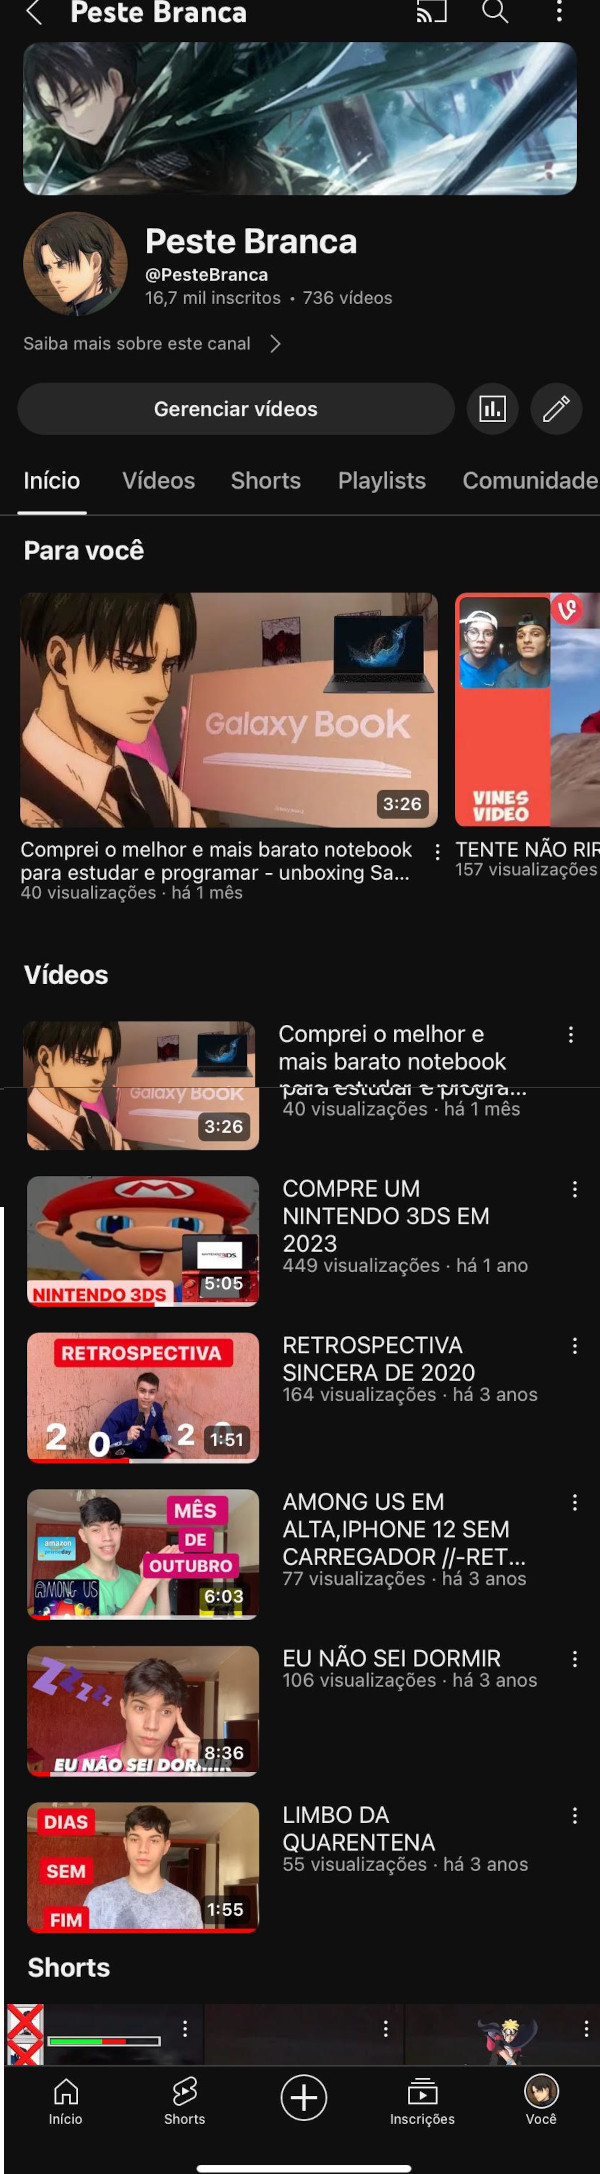 Peste Branca
Peste Branca
@PesteBranca
16,7 mil inscritos • 736 vídeos
Saiba mais sobre este canal
Gerenciar vídeos
Início Vídeos Shorts Playlists Comunidade
Para você
Galaxy Book
3:26
VINES
VIDEO
Comprei o melhor e mais barato notebook
para estudar e programar - unboxing Sa...
40 visualizações · há 1 mês
TENTE NÃO RIR
157 visualizações
Vídeos
Galaxy Book
3:26
Comprei o melhor e
mais barato notebook
para estudar e progra...
40 visualizações · há 1 mês
NINTENDO 3DS
NINTENDO 3DS
5:05
COMPRE UM
NINTENDO 3DS EM
2023
449 visualizações · há 1 ano
RETROSPECTIVA
2 0 2 0
1:51
RETROSPECTIVA
SINCERA DE 2020
164 visualizações · há 3 anos
MÊS
DE
OUTUBRO
amazon
primeday
AMONG US
6:03
AMONG US EM
ALTA,IPHONE 12 SEM
CARREGADOR //-RET...
77 visualizações · há 3 anos
Zzzzz
EU NÃO SEI DORMIR
8:36
EU NÃO SEI DORMIR
106 visualizações · há 3 anos
DIAS
SEM
FIM
1:55
LIMBO DA
QUARENTENA
55 visualizações · há 3 anos
Shorts
Início Shorts Inscrições Você